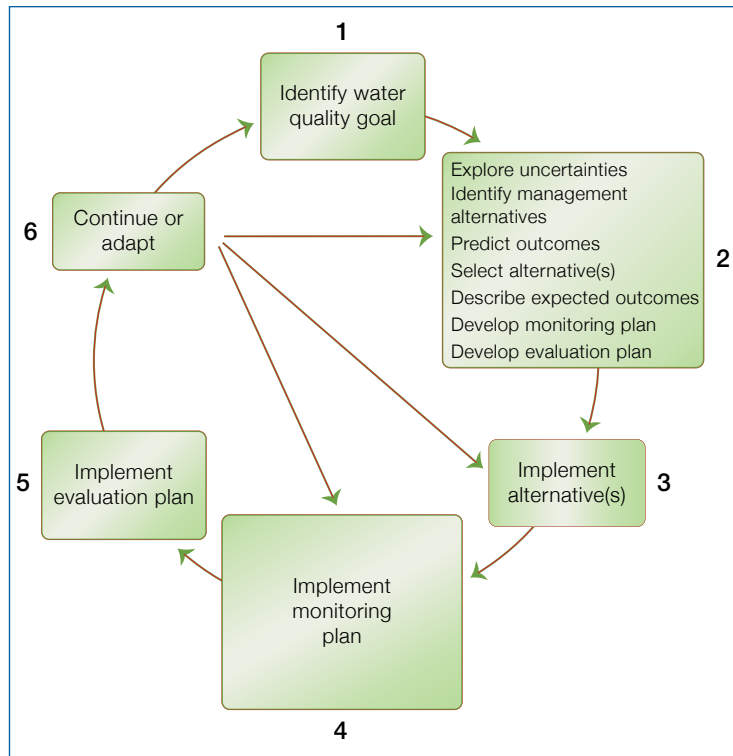 1
Identify water
quality goal
Explore uncertainties
Identify management
alternatives
Predict outcomes
Select alternative(s)
Describe expected outcomes
Develop monitoring plan
Develop evaluation plan
2
Implement
alternative(s)
3
Implement
monitoring
plan
4
Implement
evaluation plan
5
Continue or
adapt
6